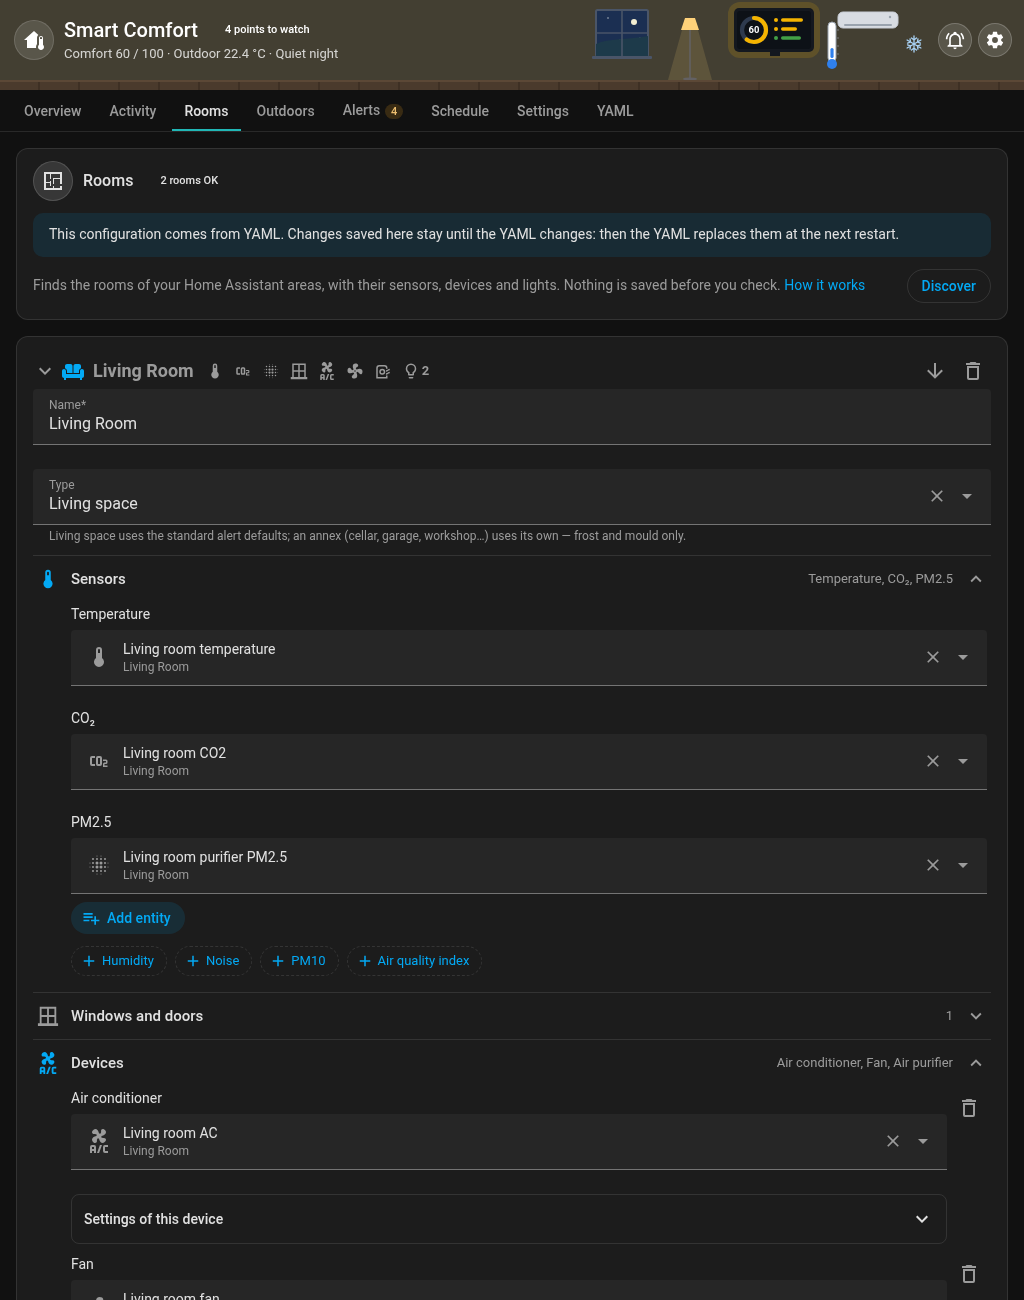 Smart Comfort
4 points to watch
Comfort 60 / 100 · Outdoor 22.4 °C · Quiet night
60
Overview
Activity
Rooms
Outdoors
Alerts 4
Schedule
Settings
YAML
Rooms
2 rooms OK
This configuration comes from YAML. Changes saved here stay until the YAML changes: then the YAML replaces them at the next restart.
Finds the rooms of your Home Assistant areas, with their sensors, devices and lights. Nothing is saved before you check. How it works
Discover
Living Room
CO₂
A/C
2
Name*
Living Room
Type
Living space
Living space uses the standard alert defaults; an annex (cellar, garage, workshop…) uses its own — frost and mould only.
Sensors
Temperature, CO₂, PM2.5
Temperature
Living room temperature
Living Room
CO₂
CO₂
Living room CO2
Living Room
PM2.5
Living room purifier PM2.5
Living Room
Add entity
Humidity
Noise
PM10
Air quality index
Windows and doors
1
A/C
Devices
Air conditioner, Fan, Air purifier
Air conditioner
A/C
Living room AC
Living Room
Settings of this device
Fan
Living room fan